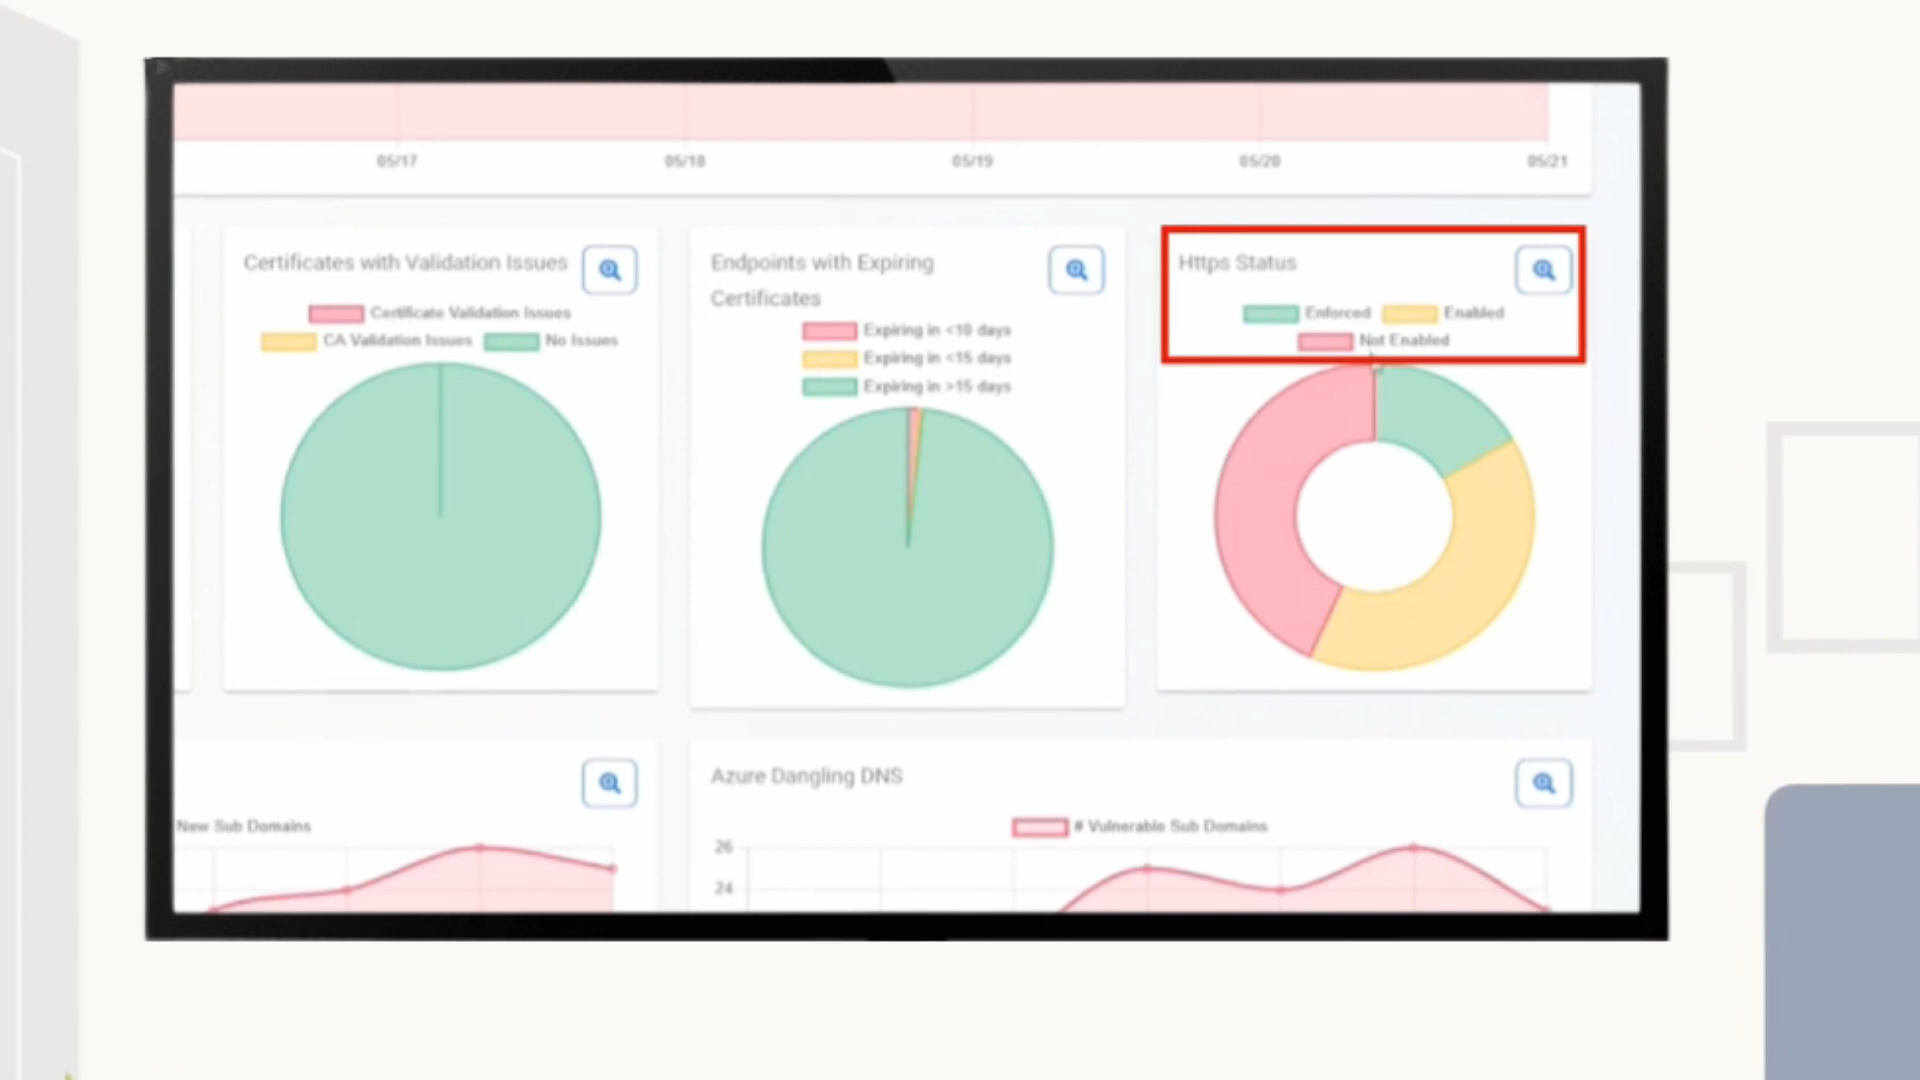 05/17 05/18 05/19 05/20 05/21
Certificates with Validation Issues
Certificate Validation Issues
CA Validation Issues No Issues
Endpoints with Expiring
Certificates
Expiring in <10 days
Expiring in <15 days
Expiring in >15 days
Https Status
Enforced Enabled
Not Enabled
New Sub Domains
Azure Dangling DNS
# Vulnerable Sub Domains
26
24